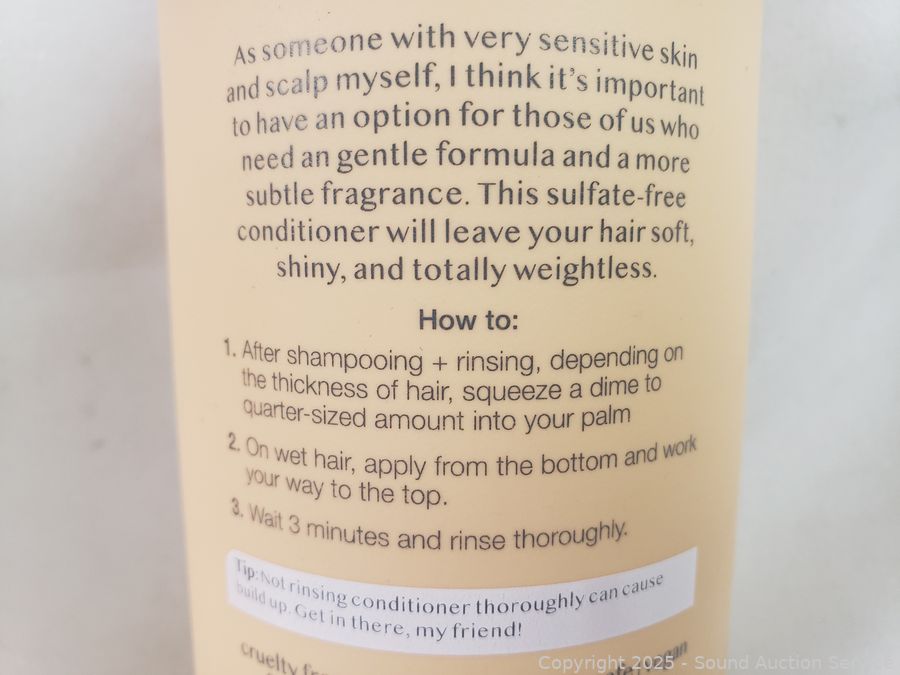 As someone with very sensitive skin
and scalp myself, I think it's important
to have an option for those of us who
need an gentle formula and a more
subtle fragrance. This sulfate-free
conditioner will leave your hair soft,
shiny, and totally weightless.
How to:
1. After shampooing + rinsing, depending on
the thickness of hair, squeeze a dime to
quarter-sized amount into your palm
2. On wet hair, apply from the bottom and work
your way to the top.
3. Wait 3 minutes and rinse thoroughly.
Tip: Not rinsing conditioner thoroughly can cause
build up. Get in there, my friend!
cruelty
Copyright 2025 - Sound Auction Service